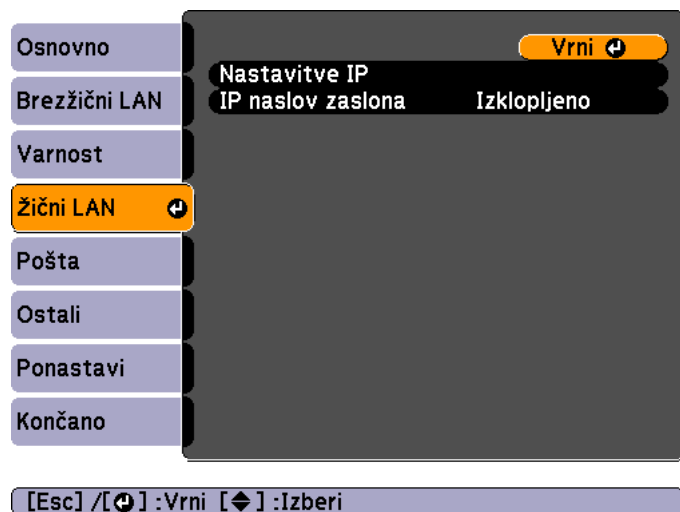 Osnovno
Brezžični LAN
Varnost
Žični LAN
Pošta
Ostali
Ponastavi
Končano
Vrni
Nastavitve IP
IP naslov zaslona Izklopljeno
[Esc] /[ ] :Vrni [ ] :Izberi